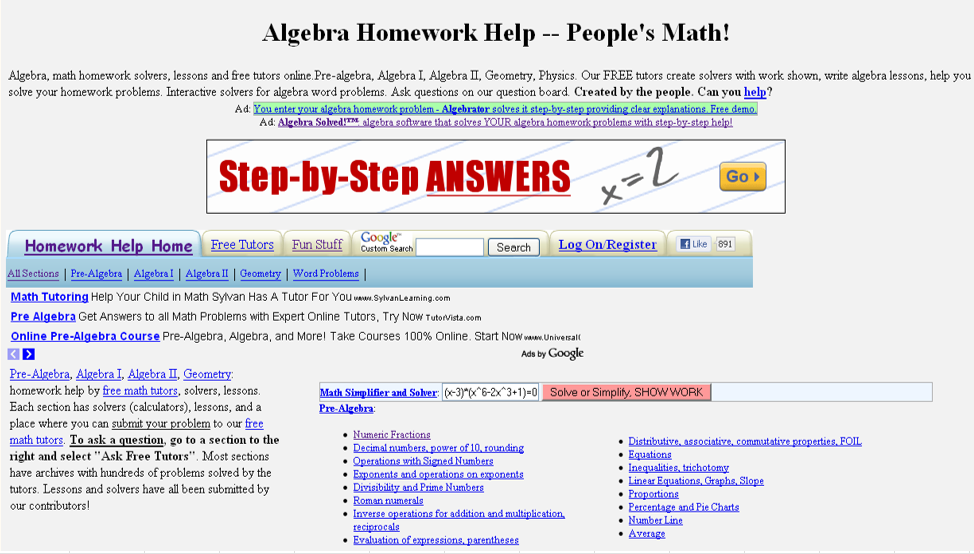 Algebra Homework Help -- People's Math!
Algebra, math homework solvers, lessons and free tutors online.Pre-algebra, Algebra I, Algebra II, Geometry, Physics. Our FREE tutors create solvers with work shown, write algebra lessons, help you
solve your homework problems. Interactive solvers for algebra word problems. Ask questions on our question board. Created by the people. Can you help?
Ad: You enter your algebra homework problem - Algebrator solves it step-by-step providing clear explanations. Free demo.
Ad: Algebra Solved!™: algebra software that solves YOUR algebra homework problems with step-by-step help!
Step-by-Step ANSWERS x=2 Go
Homework Help Home Free Tutors Fun Stuff Google™ Custom Search Search Log On/Register Like 891
All Sections | Pre-Algebra | Algebra I | Algebra II | Geometry | Word Problems |
Math Tutoring Help Your Child in Math Sylvan Has A Tutor For You www.SylvanLearning.com
Pre Algebra Get Answers to all Math Problems with Expert Online Tutors, Try Now TutorVista.com
Online Pre-Algebra Course Pre-Algebra, Algebra, and More! Take Courses 100% Online. Start Now www.Universall
Ads by Google
Pre-Algebra, Algebra I, Algebra II, Geometry:
homework help by free math tutors, solvers, lessons.
Each section has solvers (calculators), lessons, and a
place where you can submit your problem to our free
math tutors. To ask a question, go to a section to the
right and select "Ask Free Tutors". Most sections
have archives with hundreds of problems solved by the
tutors. Lessons and solvers have all been submitted by
our contributors!
Math Simplifier and Solver: (x-3)*(x^6-2x^3+1)=0 Solve or Simplify, SHOW WORK
Pre-Algebra:
Numeric Fractions
Decimal numbers, power of 10, rounding
Operations with Signed Numbers
Exponents and operations on exponents
Divisibility and Prime Numbers
Roman numerals
Inverse operations for addition and multiplication,
reciprocals
Evaluation of expressions, parentheses
Distributive, associative, commutative properties, FOIL
Equations
Inequalities, trichotomy
Linear Equations, Graphs, Slope
Proportions
Percentage and Pie Charts
Number Line
Average